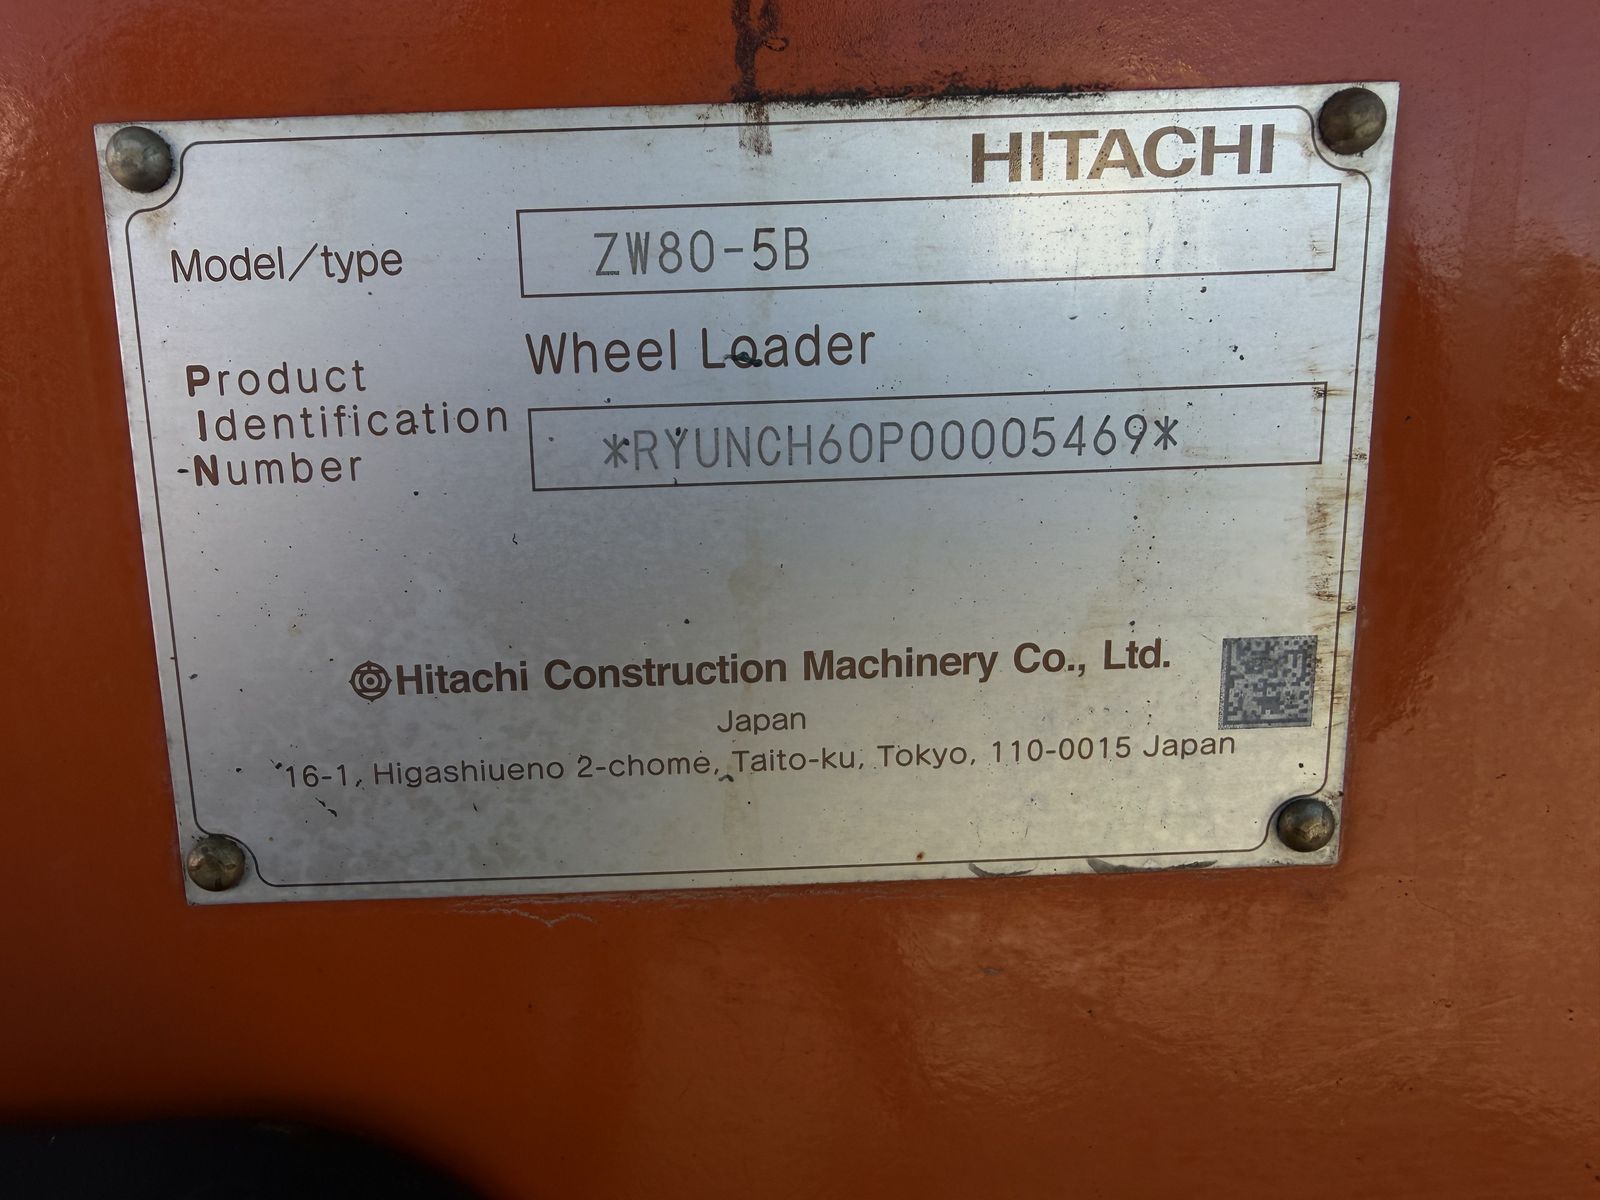 HITACHI
Model/type ZW80-5B
Wheel Loader
Product
Identification
Number
*RYUNCH60P00005469*
Hitachi Construction Machinery Co., Ltd.
Japan
16-1, Higashiueno 2-chome, Taito-ku, Tokyo, 110-0015 Japan